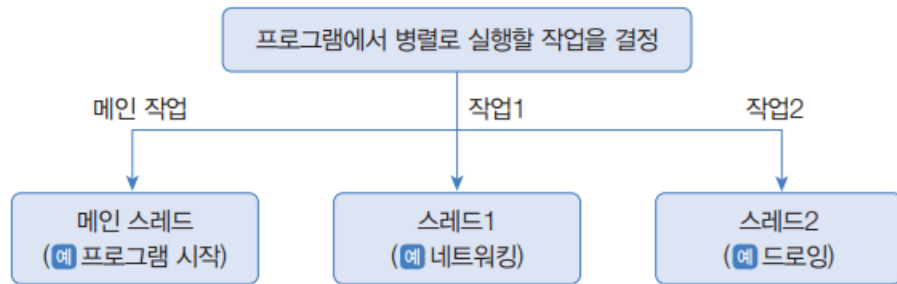 프로그램에서 병렬로 실행할 작업을 결정
메인 작업
작업1
작업2
메인 스레드
(예 프로그램 시작)
스레드1
(예 네트워킹)
스레드2
(예 드로잉)